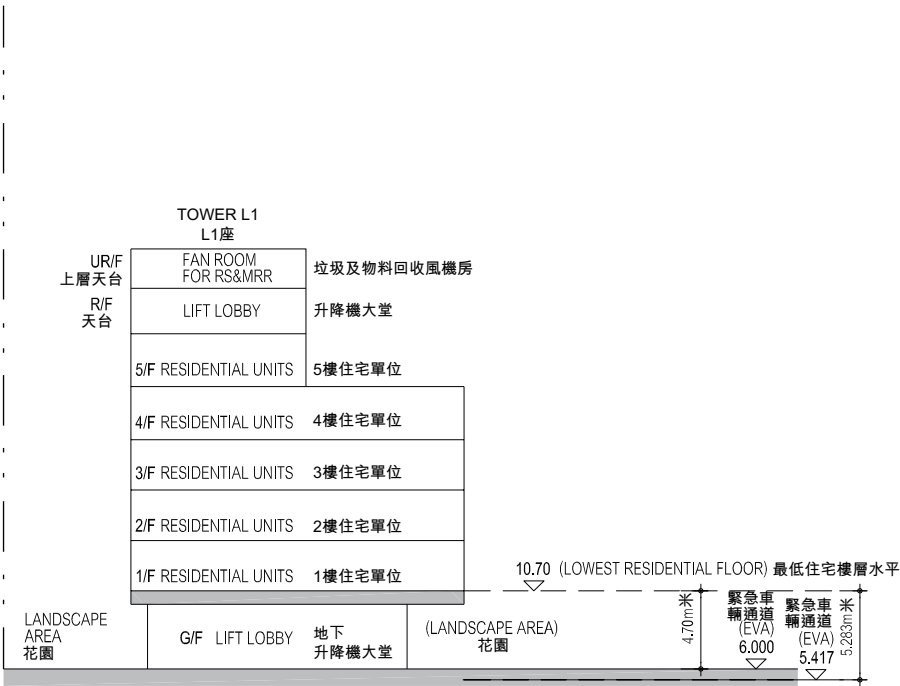 TOWER L1
L1座
UR/F
上層天台
FAN ROOM
FOR RS&MRR
垃圾及物料回收風機房
R/F
天台
LIFT LOBBY
升降機大堂
5/F RESIDENTIAL UNITS 5樓住宅單位
4/F RESIDENTIAL UNITS 4樓住宅單位
3/F RESIDENTIAL UNITS 3樓住宅單位
2/F RESIDENTIAL UNITS 2樓住宅單位
1/F RESIDENTIAL UNITS 1樓住宅單位
10.70 (LOWEST RESIDENTIAL FLOOR) 最低住宅樓層水平
LANDSCAPE
AREA
花園
G/F LIFT LOBBY
地下
升降機大堂
(LANDSCAPE AREA)
花園
4.70m米
緊急車
輛通道
(EVA)
6.000
緊急車
輛通道
(EVA)
5.417
5.283m米